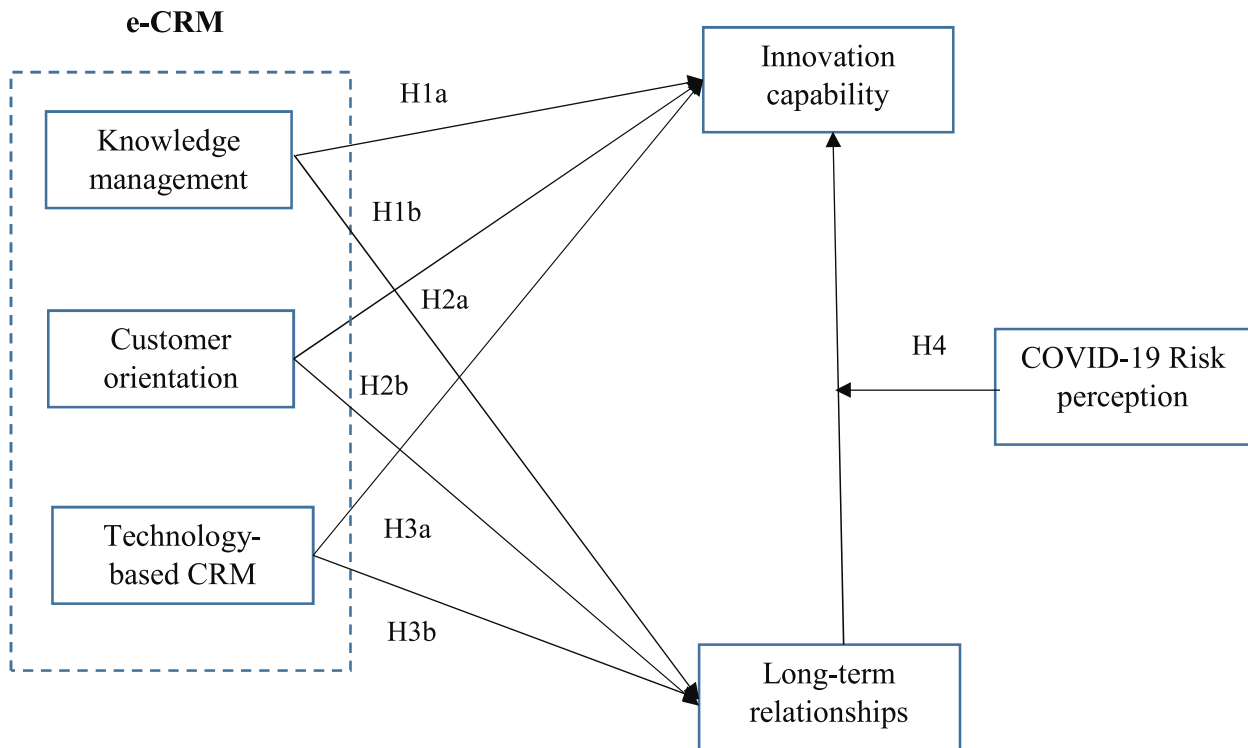 e-CRM
Innovation
capability
H1a
Knowledge
management
H1b
H2a
Customer
orientation
H2b
H4
COVID-19 Risk
perception
Technology-
based CRM
H3a
H3b
Long-term
relationships